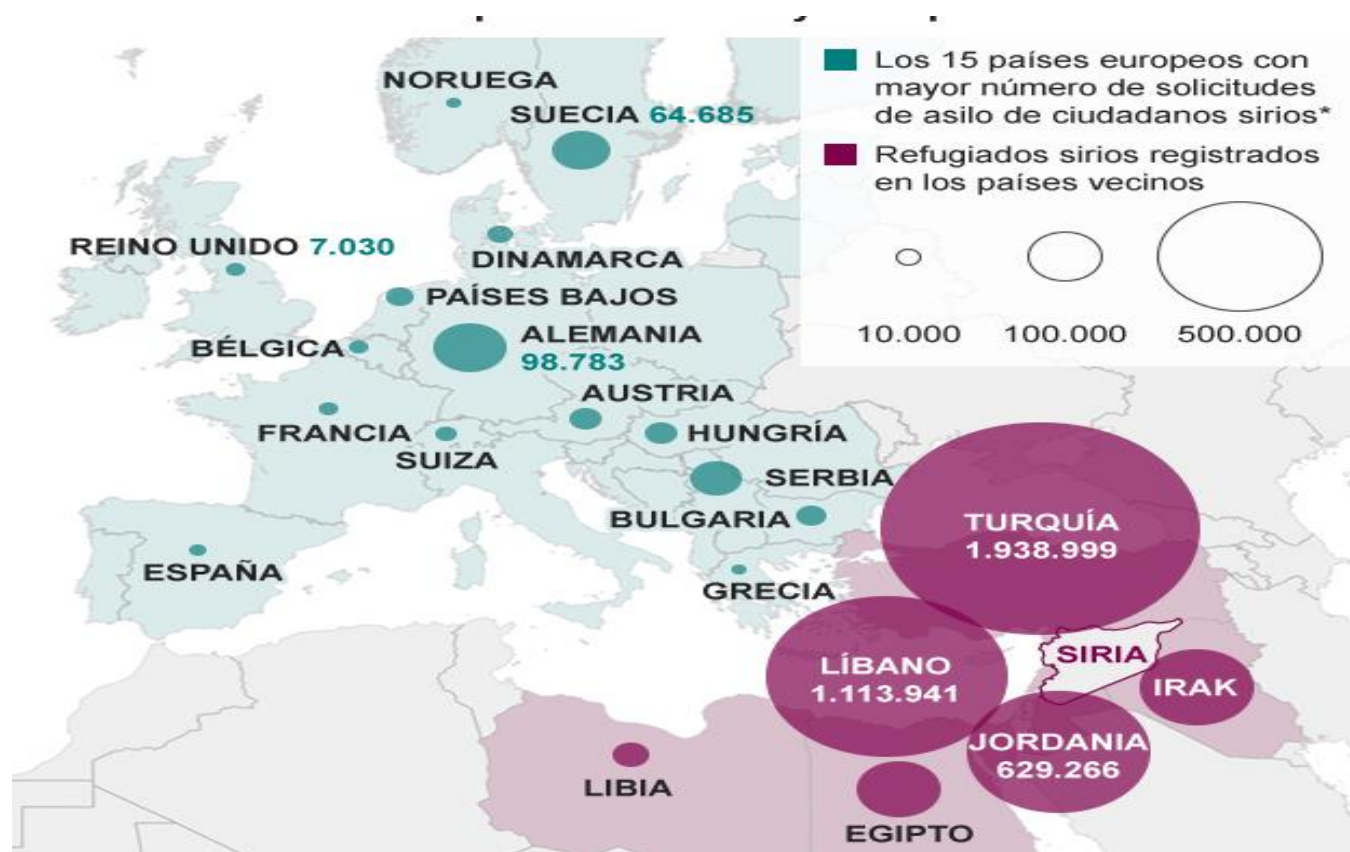 NORUEGA
SUECIA 64.685
REINO UNIDO 7.030
DINAMARCA
PAÍSES BAJOS
BÉLGICA
ALEMANIA
98.783
AUSTRIA
FRANCIA
SUIZA
HUNGRÍA
SERBIA
BULGARIA
ESPAÑA
GRECIA
Los 15 países europeos con
mayor número de solicitudes
de asilo de ciudadanos sirios*
Refugiados sirios registrados
en los países vecinos
10.000 100.000 500.000
TURQUÍA
1.938.999
LÍBANO
1.113.941
SIRIA
IRAK
JORDANIA
629.266
LIBIA
EGIPTO